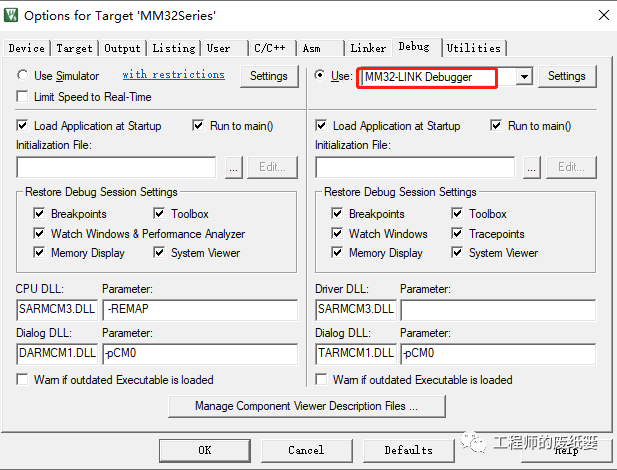 Options for Target 'MM32Series'
Device Target Output Listing User C/C++ Asm Linker Debug Utilities
Use Simulator with restrictions Settings
Limit Speed to Real-Time
Use: MM32-LINK Debugger Settings
Load Application at Startup Run to main()
Initialization File:
... Edit...
Load Application at Startup Run to main()
Initialization File:
... Edit...
Restore Debug Session Settings
Breakpoints Toolbox
Watch Windows & Performance Analyzer
Memory Display System Viewer
Restore Debug Session Settings
Breakpoints Toolbox
Watch Windows Tracepoints
Memory Display System Viewer
CPU DLL: Parameter:
SARMCM3.DLL -REMAP
Dialog DLL: Parameter:
DARMCM1.DLL -pCM0
Warn if outdated Executable is loaded
Driver DLL: Parameter:
SARMCM3.DLL
Dialog DLL: Parameter:
TARMCM1.DLL -pCM0
Warn if outdated Executable is loaded
Manage Component Viewer Description Files ...
OK Cancel Defaults Help
工程师的废纸篓